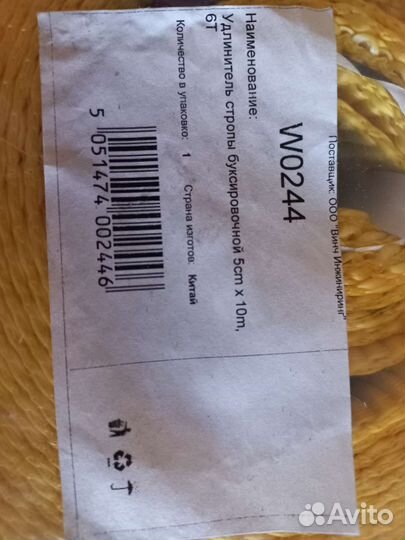 Поставщик: ООО "Винч Инжиниринг"
W0244
Наименование:
Удлинитель стропы буксировочной 5cm x 10m,
6T
Количество в упаковке: 1 Страна изготов: Китай
5 051474 002446
Avito